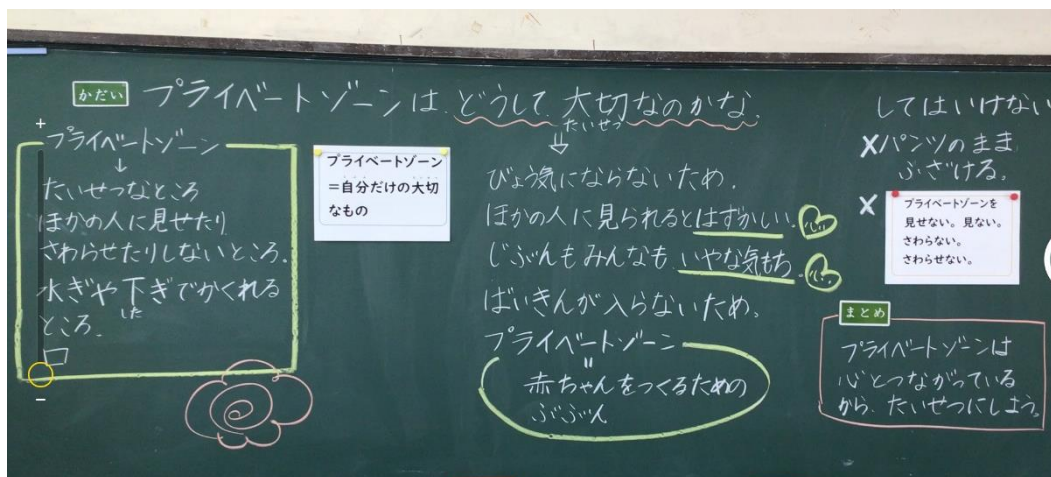 かだい プライベートゾーンは どうして 大切なのかな
たいせつ
プライベートゾーン
↓
たいせつなところ
ほかの人に見せたり
さわらせたりしないところ.
水ぎや下ぎでかくれる
した
ところ.
プライベートゾーン
=自分だけの大切
なもの
⇓
びょう気にならないため.
ほかの人に見られるとはずかしい. 心
じぶんもみんなも いやな気もち. 心
ばいきんが入らないため.
プライベートゾーン
=
赤ちゃんをつくるための
ぶぶん
してはいけない
×パンツのまま
ふざける。
×
プライベートゾーンを
見せない。見ない。
さわらない。
さわらせない。
まとめ
プライベートゾーンは
心とつながっている
から、たいせつにしよう。